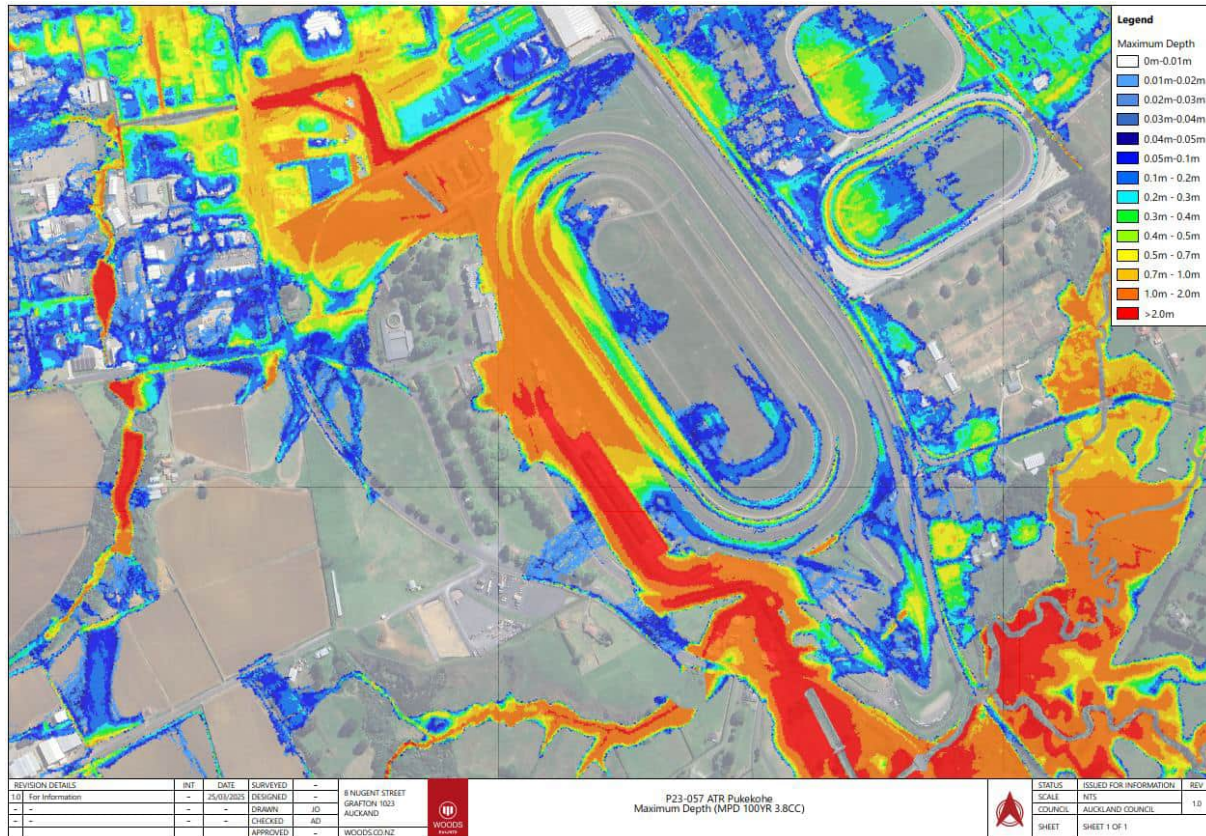 Legend
Maximum Depth
0m-0.01m
0.01m-0.02m
0.02m-0.03m
0.03m-0.04m
0.04m-0.05m
0.05m-0.1m
0.1m - 0.2m
0.2m - 0.3m
0.3m - 0.4m
0.4m - 0.5m
0.5m - 0.7m
0.7m - 1.0m
1.0m - 2.0m
>2.0m
REVISION DETAILS INT DATE SURVEYED -
1.0 For Information - 25/03/2025 DESIGNED -
- - - - DRAWN JO
- - - - CHECKED AD
APPROVED -
8 NUGENT STREET
GRAFTON 1023
AUCKAND
WOODS.CO.NZ
WOODS
P23-057 ATR Pukekohe
Maximum Depth (MPD 100YR 3.8CC)
STATUS ISSUED FOR INFORMATION REV
SCALE NTS 1.0
COUNCIL AUCKLAND COUNCIL
SHEET SHEET 1 OF 1